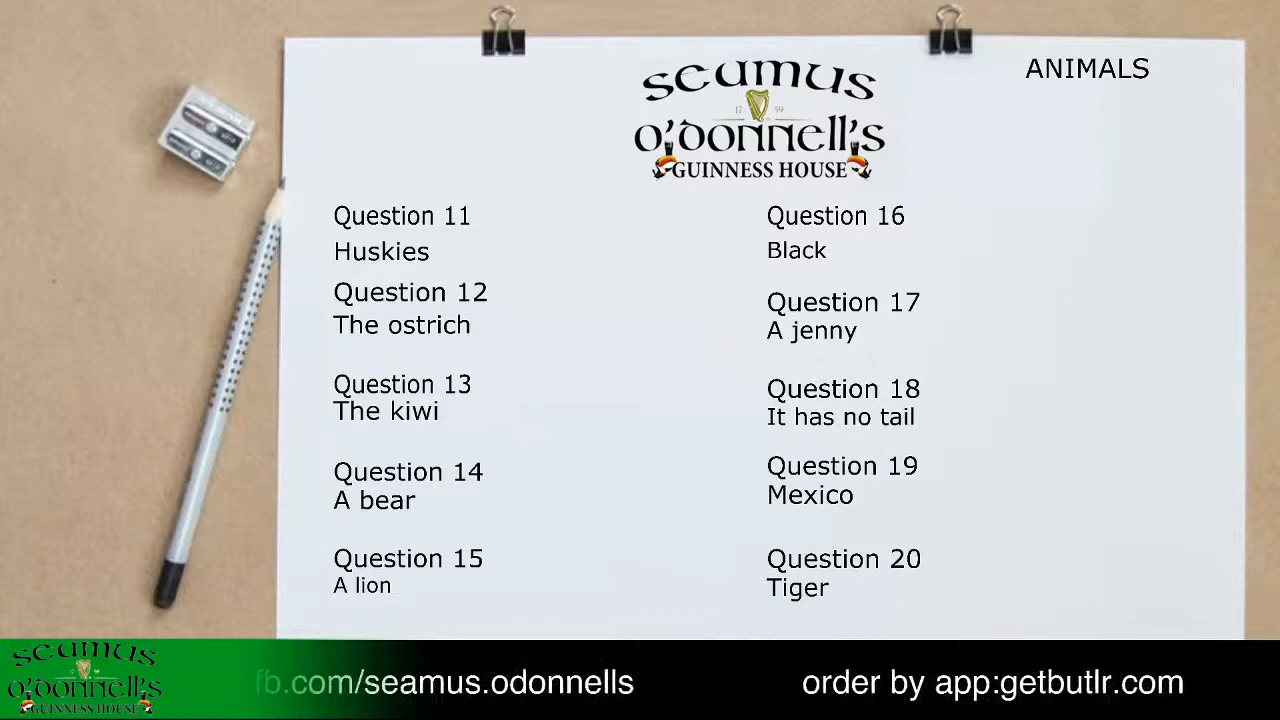 ANIMALS
Seamus
17 59
O'Donnell's
GUINNESS HOUSE
Question 11
Huskies
Question 12
The ostrich
Question 13
The kiwi
Question 14
A bear
Question 15
A lion
Question 16
Black
Question 17
A jenny
Question 18
It has no tail
Question 19
Mexico
Question 20
Tiger
Seamus
O'Donnell's
GUINNESS HOUSE
fb.com/seamus.odonnells
order by app:getbutlr.com